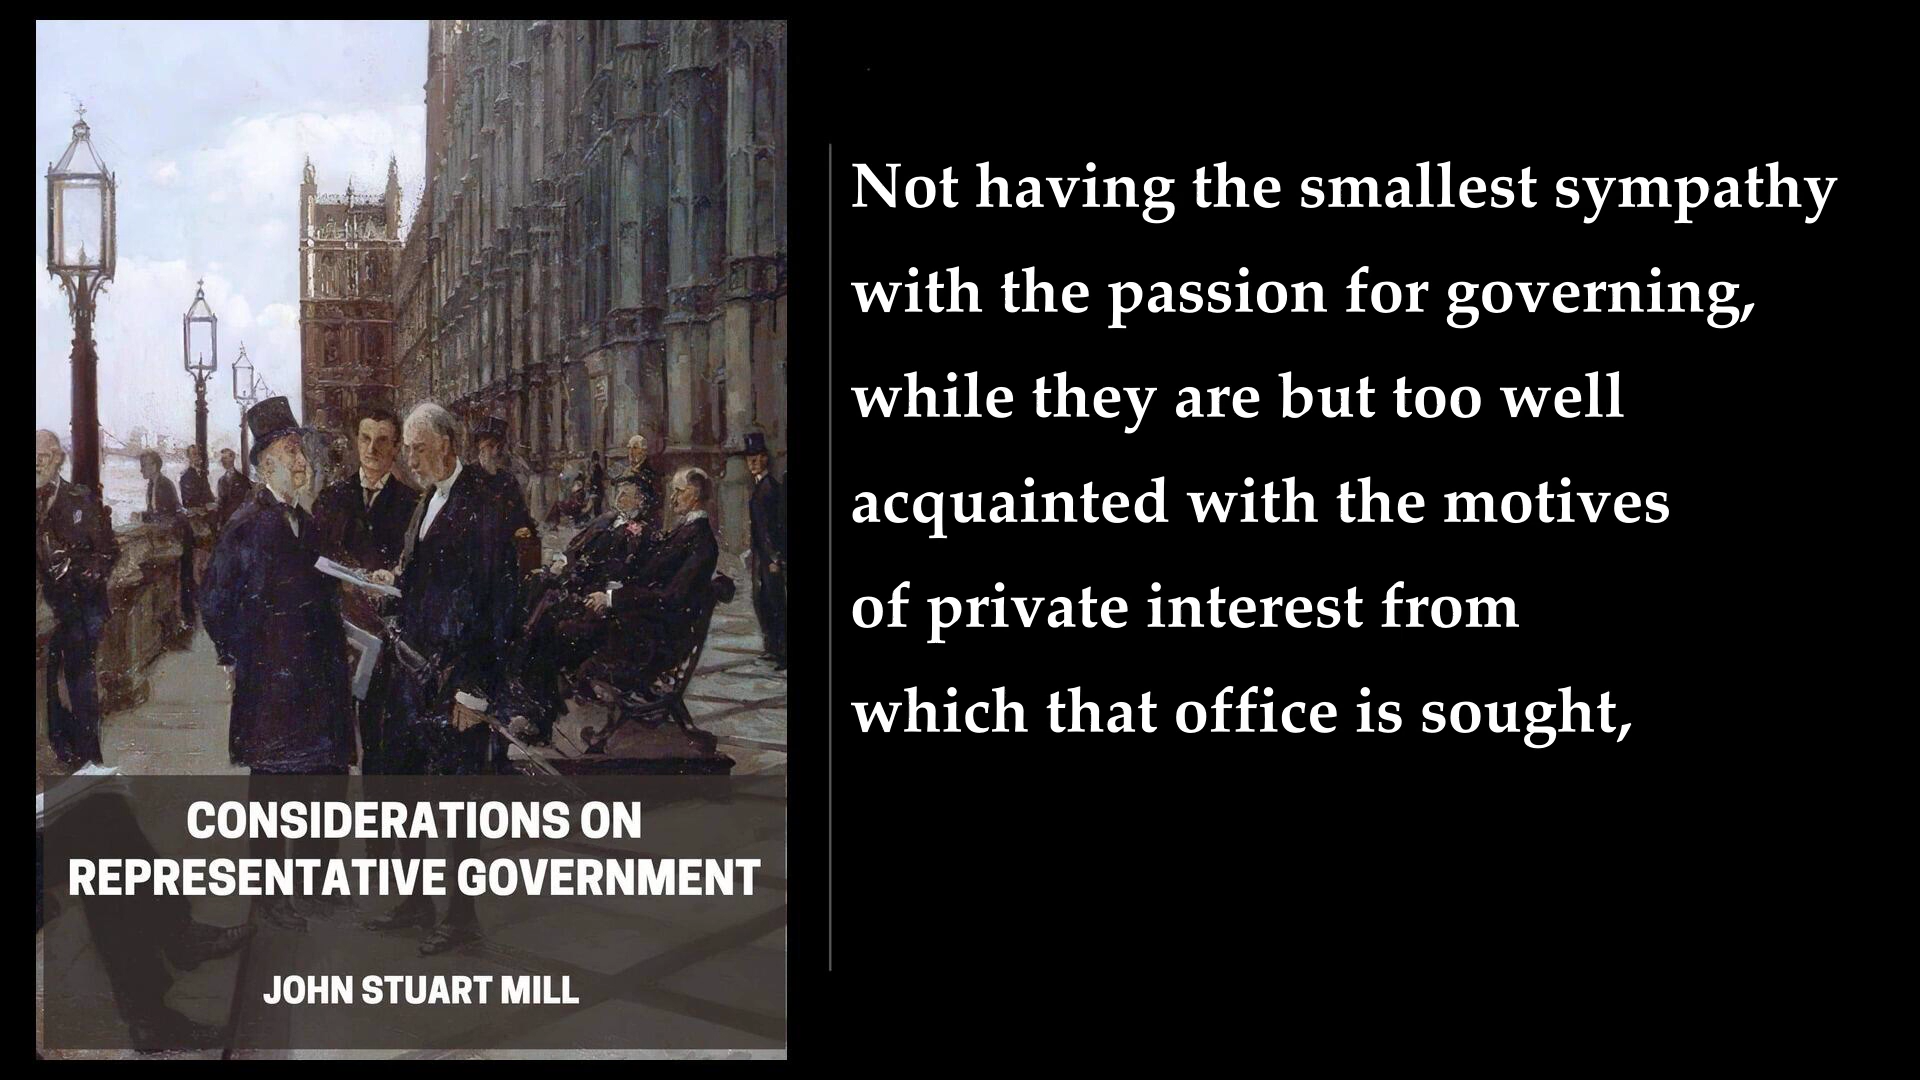 CONSIDERATIONS ON
REPRESENTATIVE GOVERNMENT
JOHN STUART MILL
Not having the smallest sympathy
with the passion for governing,
while they are but too well
acquainted with the motives
of private interest from
which that office is sought,